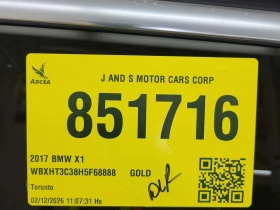 ADESA
J AND S MOTOR CARS CORP
851716
2017 BMW X1
WBXHT3C38H5F68888 GOLD
DLR
Toronto
02/12/2026 11:07:31 Hs